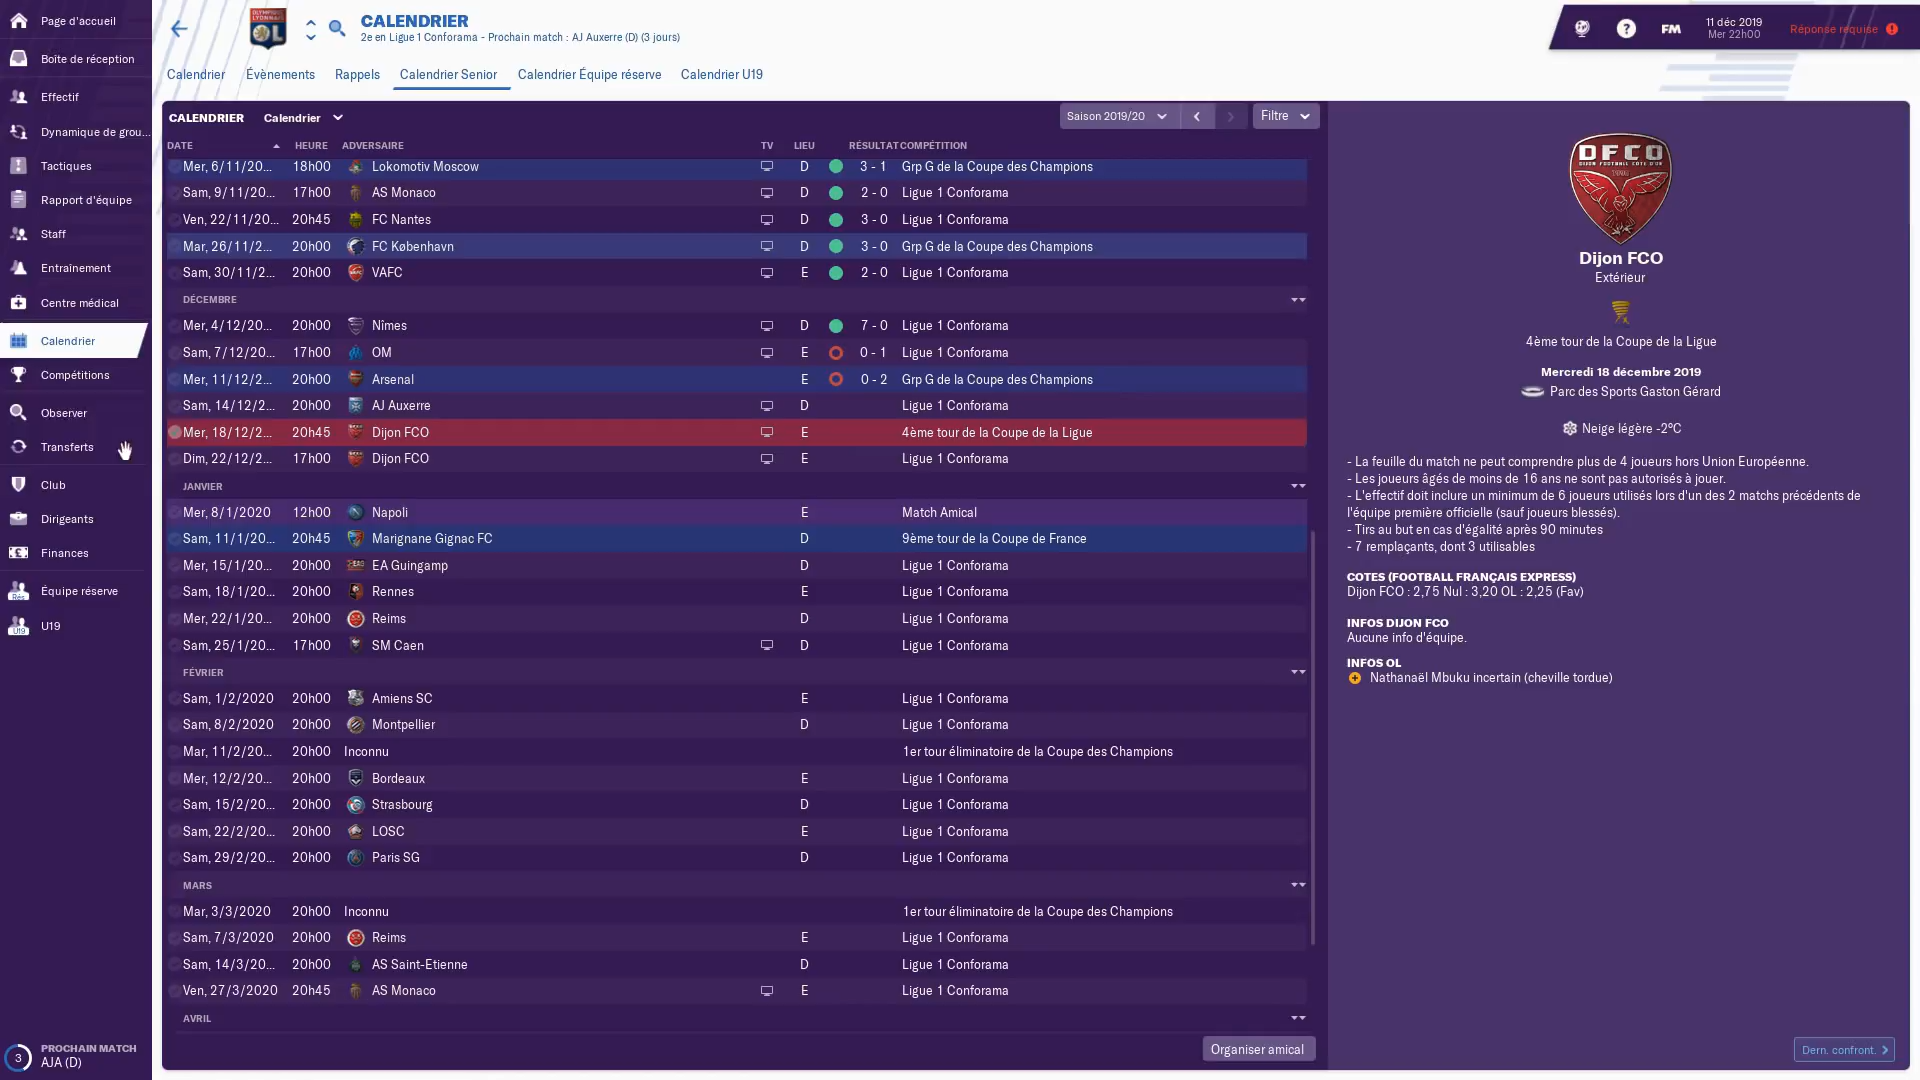 Page d'accueil
Boîte de réception
Effectif
Dynamique de grou...
Tactiques
Rapport d'équipe
Staff
Entraînement
Centre médical
Calendrier
Compétitions
Observer
Transferts
Club
Dirigeants
Finances
Équipe réserve
U19
3 PROCHAIN MATCH
AJA (D)
CALENDRIER
2e en Ligue 1 Conforama - Prochain match : AJ Auxerre (D) (3 jours)
FM
11 déc 2019
Mer 22h00
Réponse requise
Calendrier Évènements Rappels Calendrier Senior Calendrier Équipe réserve Calendrier U19
CALENDRIER Calendrier Saison 2019/20 Filtre
DATE HEURE ADVERSAIRE TV LIEU RÉSULTAT COMPÉTITION
Mer, 6/11/20... 18h00 Lokomotiv Moscow D 3 - 1 Grp G de la Coupe des Champions
Sam, 9/11/20... 17h00 AS Monaco D 2 - 0 Ligue 1 Conforama
Ven, 22/11/20... 20h45 FC Nantes D 3 - 0 Ligue 1 Conforama
Mar, 26/11/2... 20h00 FC København D 3 - 0 Grp G de la Coupe des Champions
Sam, 30/11/2... 20h00 VAFC E 2 - 0 Ligue 1 Conforama
DÉCEMBRE
Mer, 4/12/20... 20h00 Nîmes D 7 - 0 Ligue 1 Conforama
Sam, 7/12/20... 17h00 OM E 0 - 1 Ligue 1 Conforama
Mer, 11/12/2... 20h00 Arsenal E 0 - 2 Grp G de la Coupe des Champions
Sam, 14/12/2... 20h00 AJ Auxerre D Ligue 1 Conforama
Mer, 18/12/2... 20h45 Dijon FCO E 4ème tour de la Coupe de la Ligue
Dim, 22/12/2... 17h00 Dijon FCO E Ligue 1 Conforama
JANVIER
Mer, 8/1/2020 12h00 Napoli E Match Amical
Sam, 11/1/20... 20h45 Marignane Gignac FC D 9ème tour de la Coupe de France
Mer, 15/1/20... 20h00 EA Guingamp D Ligue 1 Conforama
Sam, 18/1/20... 20h00 Rennes E Ligue 1 Conforama
Mer, 22/1/20... 20h00 Reims D Ligue 1 Conforama
Sam, 25/1/20... 17h00 SM Caen D Ligue 1 Conforama
FÉVRIER
Sam, 1/2/2020 20h00 Amiens SC E Ligue 1 Conforama
Sam, 8/2/2020 20h00 Montpellier D Ligue 1 Conforama
Mar, 11/2/20... 20h00 Inconnu 1er tour éliminatoire de la Coupe des Champions
Mer, 12/2/20... 20h00 Bordeaux E Ligue 1 Conforama
Sam, 15/2/20... 20h00 Strasbourg D Ligue 1 Conforama
Sam, 22/2/20... 20h00 LOSC E Ligue 1 Conforama
Sam, 29/2/20... 20h00 Paris SG D Ligue 1 Conforama
MARS
Mar, 3/3/2020 20h00 Inconnu 1er tour éliminatoire de la Coupe des Champions
Sam, 7/3/2020 20h00 Reims E Ligue 1 Conforama
Sam, 14/3/20... 20h00 AS Saint-Etienne D Ligue 1 Conforama
Ven, 27/3/2020 20h45 AS Monaco E Ligue 1 Conforama
AVRIL
Organiser amical
DFCO
Dijon FCO
Extérieur
4ème tour de la Coupe de la Ligue
Mercredi 18 décembre 2019
Parc des Sports Gaston Gérard
Neige légère -2°C
- La feuille du match ne peut comprendre plus de 4 joueurs hors Union Européenne.
- Les joueurs âgés de moins de 16 ans ne sont pas autorisés à jouer.
- L'effectif doit inclure un minimum de 6 joueurs utilisés lors d'un des 2 matchs précédents de
l'équipe première officielle (sauf joueurs blessés).
- Tirs au but en cas d'égalité après 90 minutes
- 7 remplaçants, dont 3 utilisables
COTES (FOOTBALL FRANÇAIS EXPRESS)
Dijon FCO : 2,75 Nul : 3,20 OL : 2,25 (Fav)
INFOS DIJON FCO
Aucune info d'équipe.
INFOS OL
Nathanaël Mbuku incertain (cheville tordue)
Dern. confront.